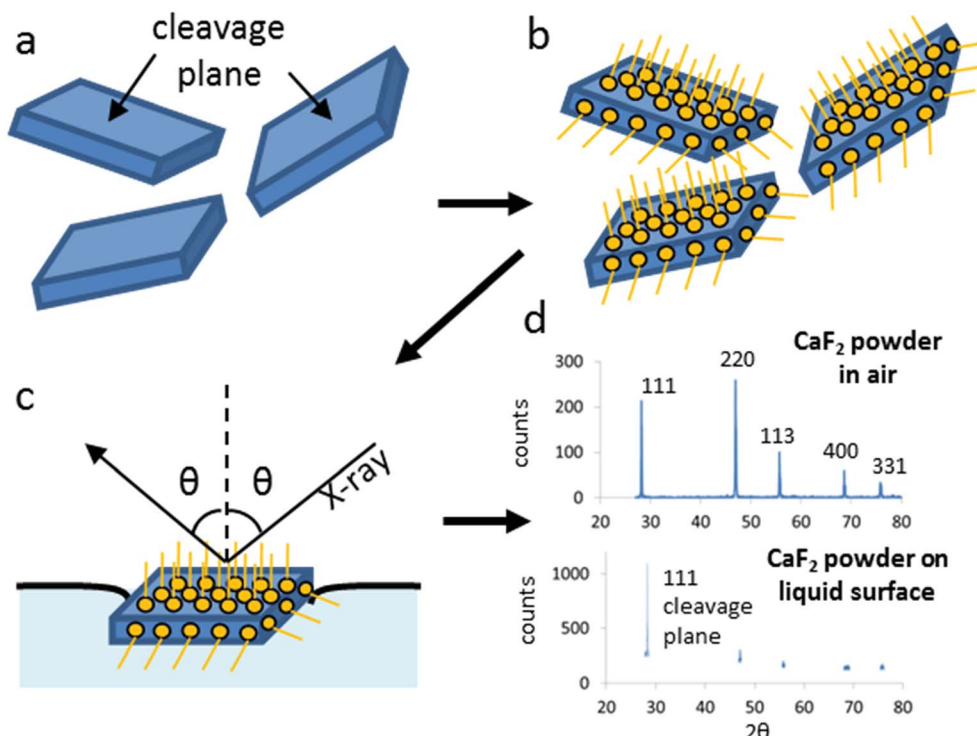 a
cleavage
plane
b
c
θ
θ
X-ray
d
CaF₂ powder
in air
300
200
100
0
counts
111
220
113
400
331
20
30
40
50
60
70
80
CaF₂ powder on
liquid surface
1000
500
0
counts
111
cleavage
plane
20
30
40
50
60
70
80
2θ